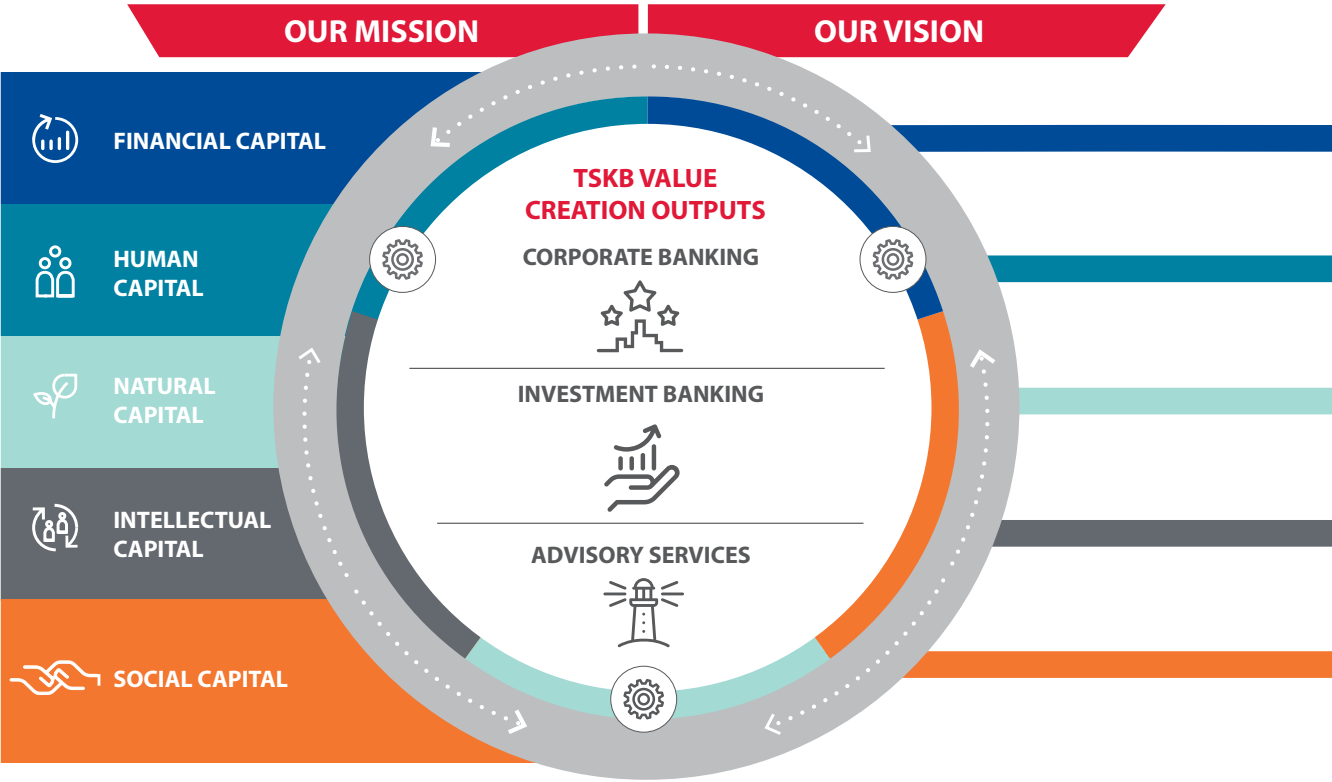 OUR MISSION
OUR VISION
FINANCIAL CAPITAL
HUMAN
CAPITAL
NATURAL
CAPITAL
INTELLECTUAL
CAPITAL
SOCIAL CAPITAL
TSKB VALUE
CREATION OUTPUTS
CORPORATE BANKING
INVESTMENT BANKING
ADVISORY SERVICES